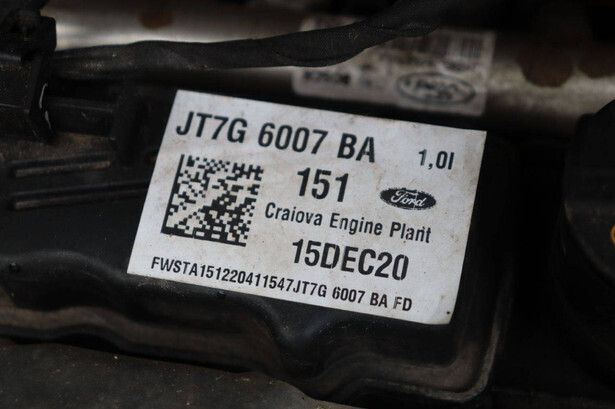 JT7G 6007 BA 1,0l
151 Ford
Craiova Engine Plant
15DEC20
FWSTA151220411547JT7G 6007 BA FD